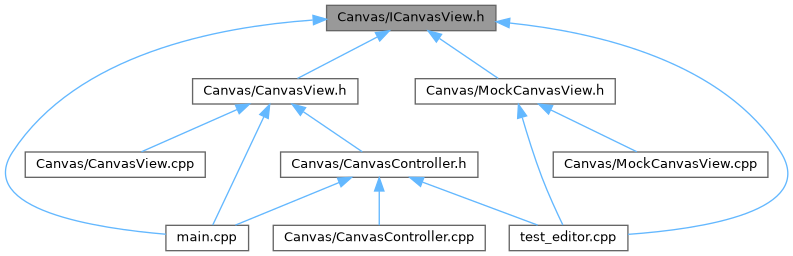 Canvas/ICanvasView.h
Canvas/CanvasView.h
Canvas/MockCanvasView.h
Canvas/CanvasView.cpp
Canvas/CanvasController.h
Canvas/MockCanvasView.cpp
main.cpp
Canvas/CanvasController.cpp
test_editor.cpp